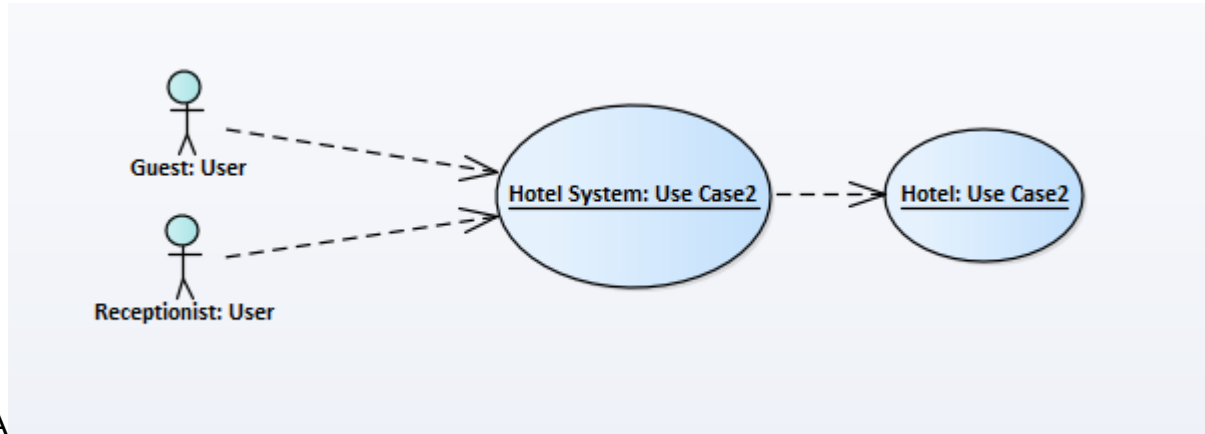 Guest: User
Hotel System: Use Case2
Hotel: Use Case2
Receptionist: User
A